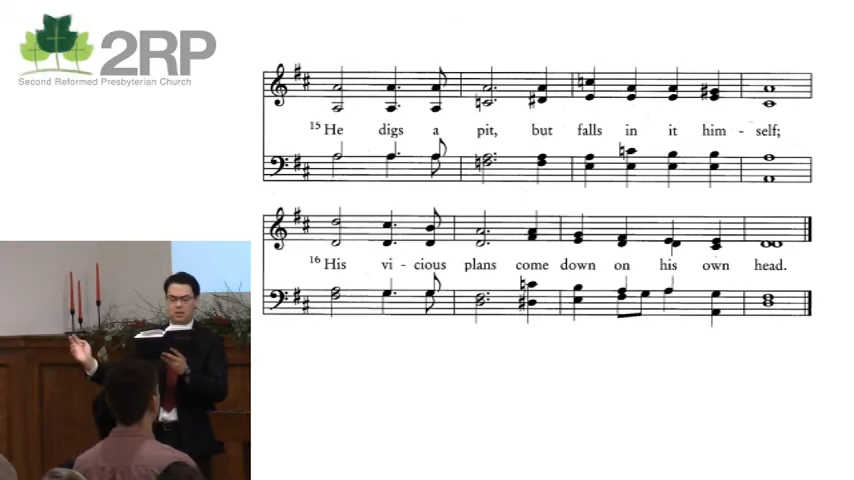 2RP
Second Reformed Presbyterian Church
15 He digs a pit, but falls in it him - self;
16 His vi - cious plans come down on his own head.